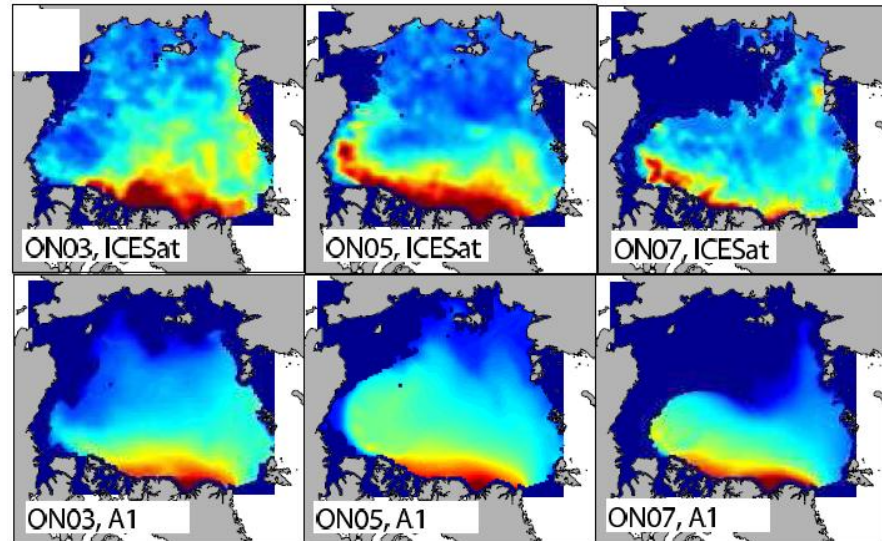 ON03, ICESat
ON05, ICESat
ON07, ICESat
ON03, A1
ON05, A1
ON07, A1